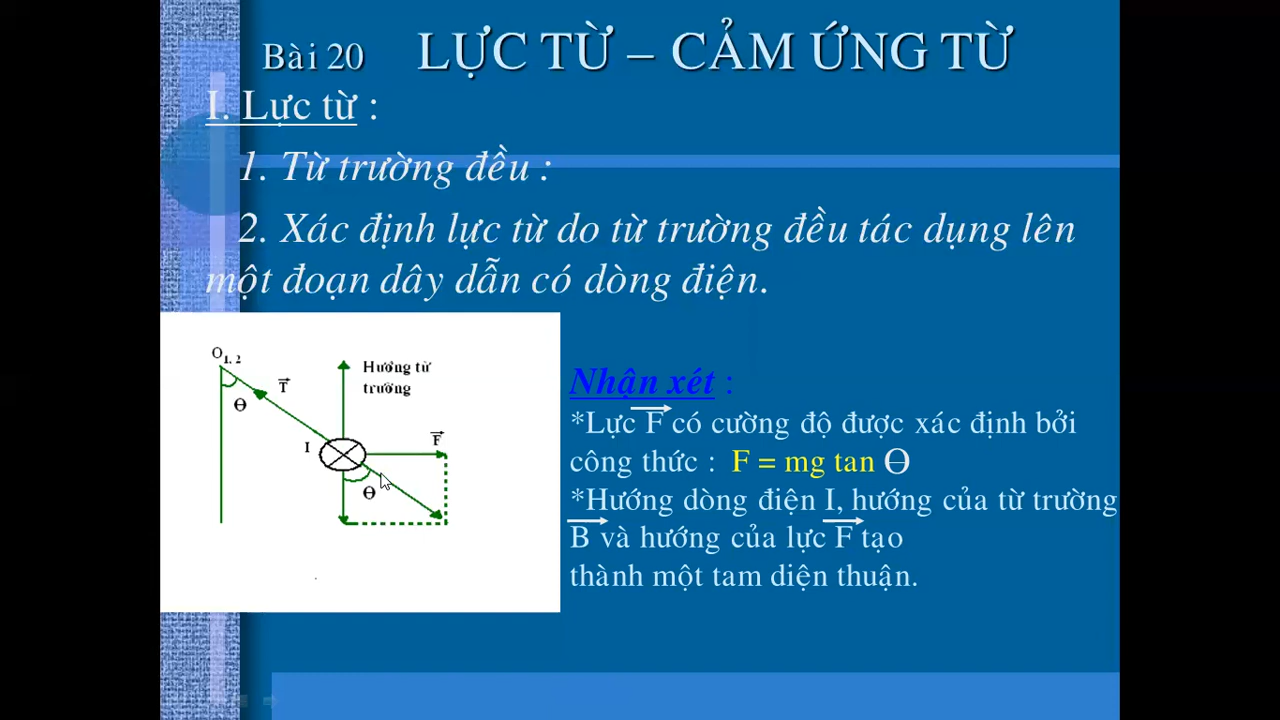 Bài 20 LỰC TỪ – CẢM ỨNG TỪ
I. Lực từ :
1. Từ trường đều :
2. Xác định lực từ do từ trường đều tác dụng lên
một đoạn dây dẫn có dòng điện.
O1, 2
T
Hướng từ
trường
Θ
I
F
Θ
Nhận xét :
*Lực F có cường độ được xác định bởi
công thức : F = mg tan Θ
*Hướng dòng điện I, hướng của từ trường
B và hướng của lực F tạo
thành một tam diện thuận.